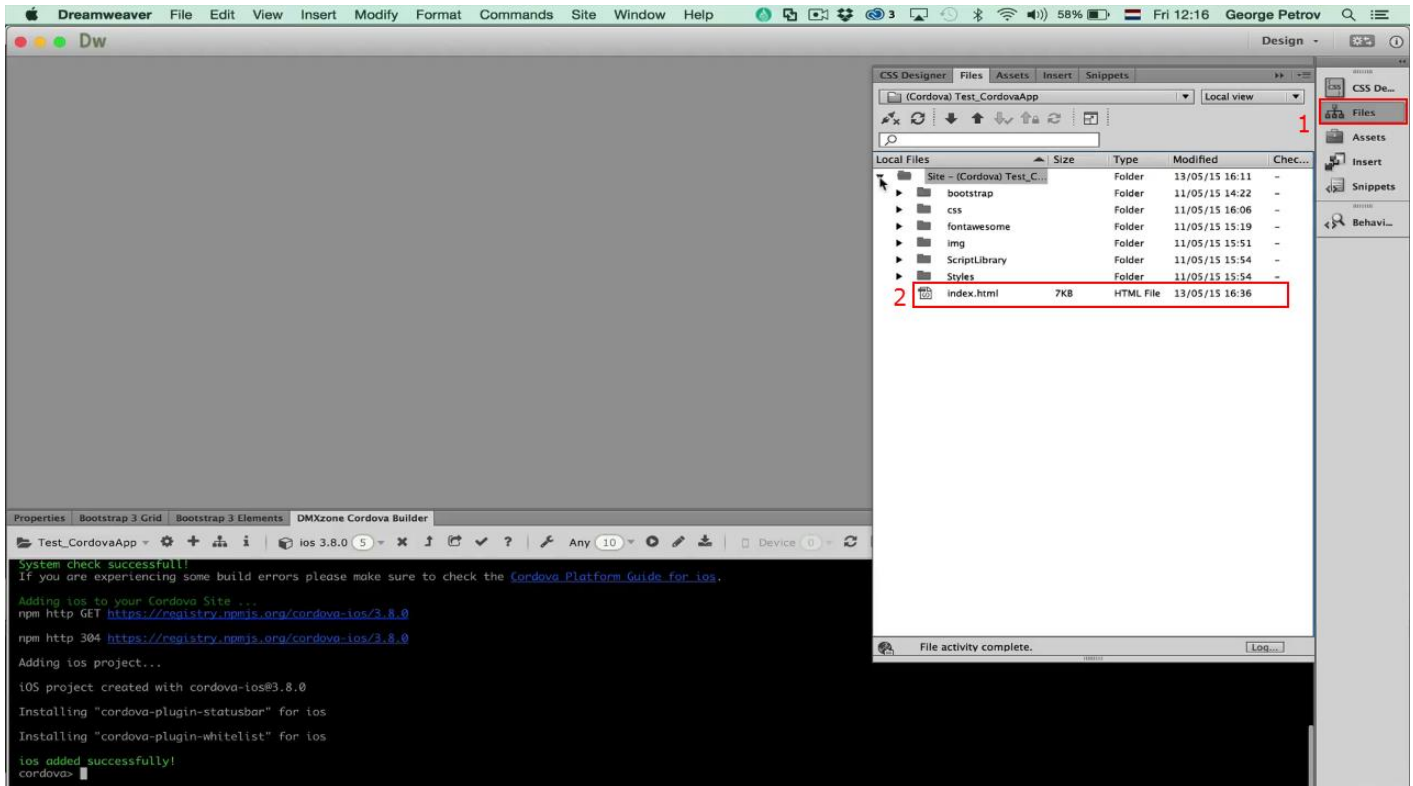 Dreamweaver File Edit View Insert Modify Format Commands Site Window Help 3 58% Fri 12:16 George Petrov
Dw Design
CSS Designer Files Assets Insert Snippets
(Cordova) Test_CordovaApp Local view
1
Local Files Size Type Modified Chec...
Site – (Cordova) Test_C... Folder 13/05/15 16:11 -
bootstrap Folder 11/05/15 14:22 -
css Folder 11/05/15 16:06 -
fontawesome Folder 11/05/15 15:19 -
img Folder 11/05/15 15:51 -
ScriptLibrary Folder 11/05/15 15:54 -
Styles Folder 11/05/15 15:54 -
2 index.html 7KB HTML File 13/05/15 16:36
File activity complete. Log...
CSS De...
Files
Assets
Insert
Snippets
Behavi...
Properties Bootstrap 3 Grid Bootstrap 3 Elements DMXzone Cordova Builder
Test_CordovaApp ios 3.8.0 5 ? Any 10 Device 0
System check successfull!
If you are experiencing some build errors please make sure to check the Cordova Platform Guide for ios.
Adding ios to your Cordova Site ...
npm http GET https://registry.npmjs.org/cordova-ios/3.8.0
npm http 304 https://registry.npmjs.org/cordova-ios/3.8.0
Adding ios project...
iOS project created with cordova-ios@3.8.0
Installing "cordova-plugin-statusbar" for ios
Installing "cordova-plugin-whitelist" for ios
ios added successfully!
cordova>